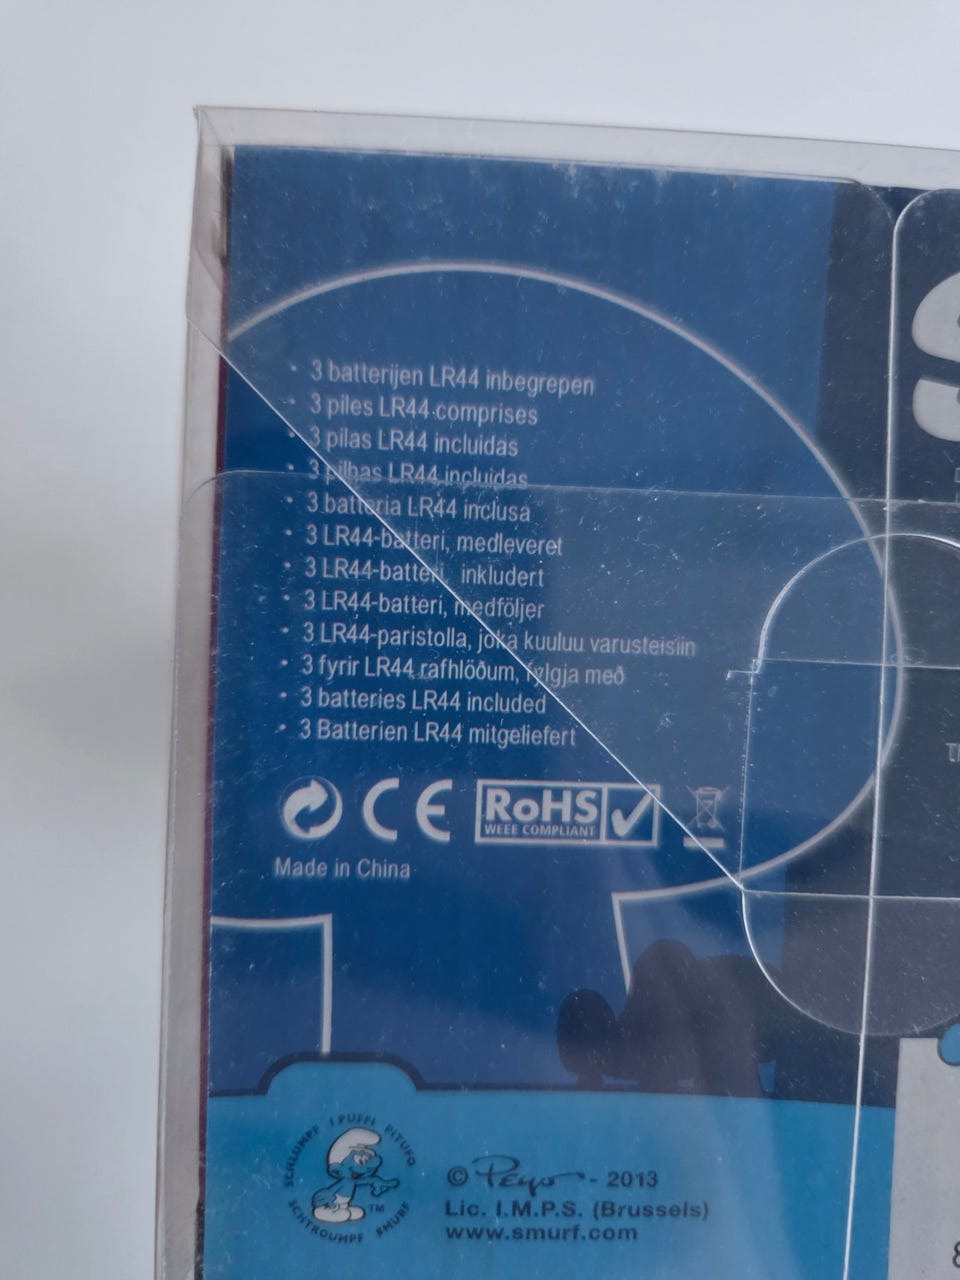 • 3 batterijen LR44 inbegrepen
• 3 piles LR44 comprises
• 3 pilas LR44 incluidas
• 3 pilhas LR44 incluidas
• 3 batteria LR44 inclusa
• 3 LR44-batteri, medleveret
• 3 LR44-batteri, inkludert
• 3 LR44-batteri, medföljer
• 3 LR44-paristolla, joka kuuluu varusteisiin
• 3 fyrir LR44 rafhlöðum, fylgja með
• 3 batteries LR44 included
• 3 Batterien LR44 mitgeliefert
CE RoHS
WEEE COMPLIANT
Made in China
SCHLUMPF I PUFFI PITUFO
SCHTROUMPF SMURF TM
© Peyo - 2013
Lic. I.M.P.S. (Brussels)
www.smurf.com